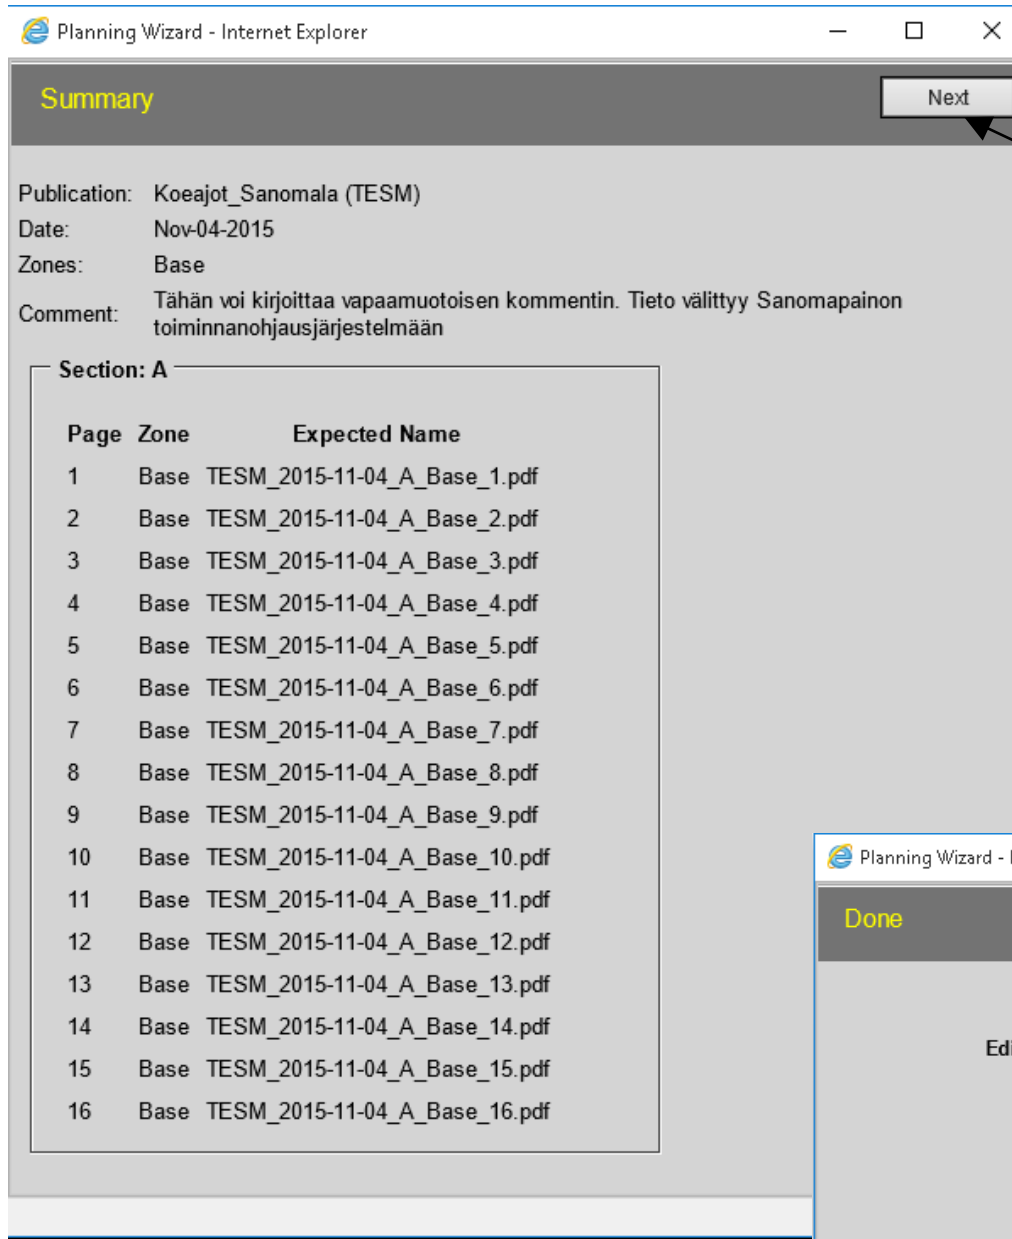 Planning Wizard - Internet Explorer
Summary
Next
Publication: Koeajot_Sanomala (TESM)
Date: Nov-04-2015
Zones: Base
Comment: Tähän voi kirjoittaa vapaamuotoisen kommentin. Tieto välittyy Sanomapainon
toiminnanohjausjärjestelmään
Section: A
Page Zone Expected Name
1 Base TESM_2015-11-04_A_Base_1.pdf
2 Base TESM_2015-11-04_A_Base_2.pdf
3 Base TESM_2015-11-04_A_Base_3.pdf
4 Base TESM_2015-11-04_A_Base_4.pdf
5 Base TESM_2015-11-04_A_Base_5.pdf
6 Base TESM_2015-11-04_A_Base_6.pdf
7 Base TESM_2015-11-04_A_Base_7.pdf
8 Base TESM_2015-11-04_A_Base_8.pdf
9 Base TESM_2015-11-04_A_Base_9.pdf
10 Base TESM_2015-11-04_A_Base_10.pdf
11 Base TESM_2015-11-04_A_Base_11.pdf
12 Base TESM_2015-11-04_A_Base_12.pdf
13 Base TESM_2015-11-04_A_Base_13.pdf
14 Base TESM_2015-11-04_A_Base_14.pdf
15 Base TESM_2015-11-04_A_Base_15.pdf
16 Base TESM_2015-11-04_A_Base_16.pdf
Planning Wizard -
Done